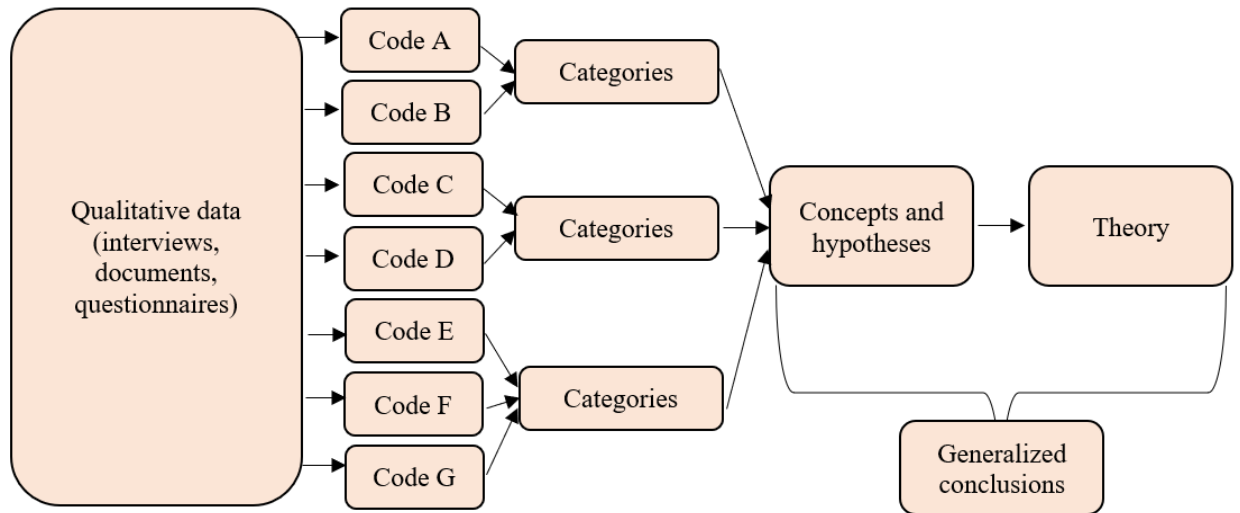 Qualitative data
(interviews,
documents,
questionnaires)
Code A
Code B
Code C
Code D
Code E
Code F
Code G
Categories
Categories
Categories
Concepts and
hypotheses
Theory
Generalized
conclusions